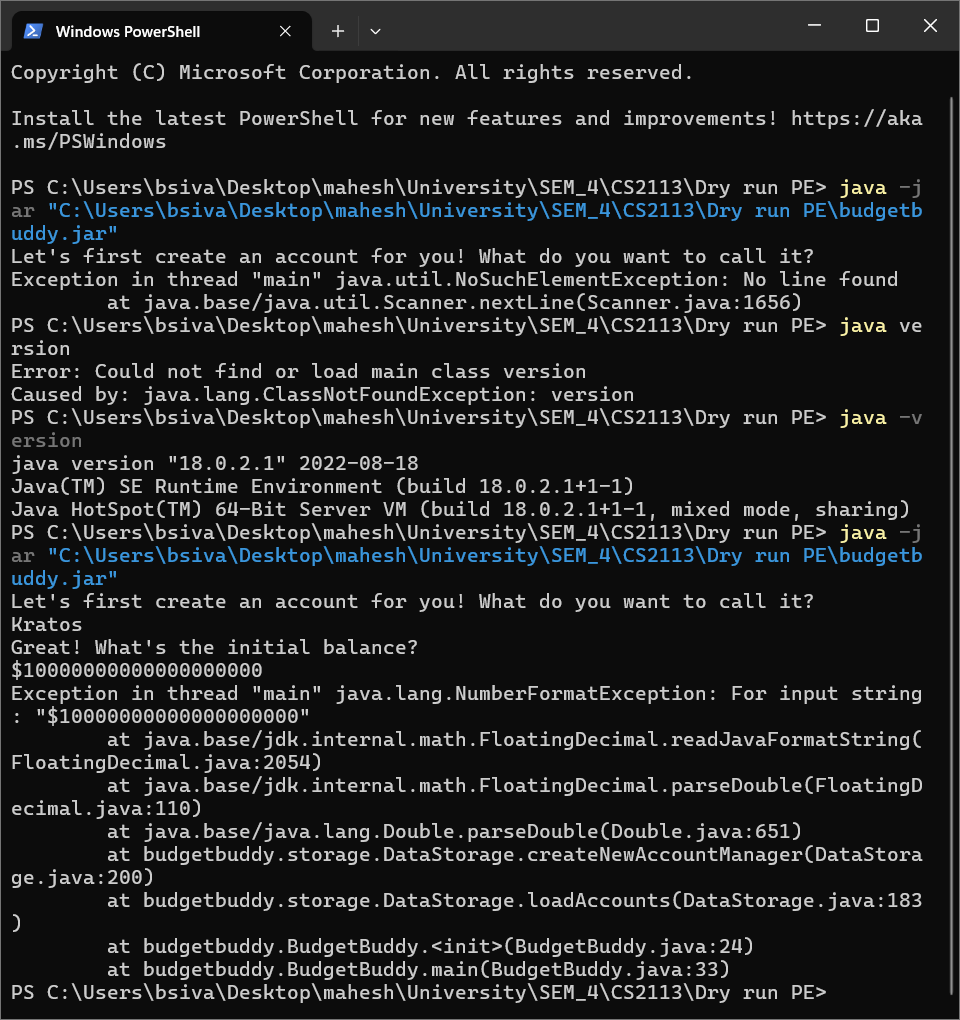 Windows PowerShell
Copyright (C) Microsoft Corporation. All rights reserved.
Install the latest PowerShell for new features and improvements! https://aka
.ms/PSWindows
PS C:\Users\bsiva\Desktop\mahesh\University\SEM_4\CS2113\Dry run PE> java -j
ar "C:\Users\bsiva\Desktop\mahesh\University\SEM_4\CS2113\Dry run PE\budgetb
uddy.jar"
Let's first create an account for you! What do you want to call it?
Exception in thread "main" java.util.NoSuchElementException: No line found
        at java.base/java.util.Scanner.nextLine(Scanner.java:1656)
PS C:\Users\bsiva\Desktop\mahesh\University\SEM_4\CS2113\Dry run PE> java ve
rsion
Error: Could not find or load main class version
Caused by: java.lang.ClassNotFoundException: version
PS C:\Users\bsiva\Desktop\mahesh\University\SEM_4\CS2113\Dry run PE> java -v
ersion
java version "18.0.2.1" 2022-08-18
Java(TM) SE Runtime Environment (build 18.0.2.1+1-1)
Java HotSpot(TM) 64-Bit Server VM (build 18.0.2.1+1-1, mixed mode, sharing)
PS C:\Users\bsiva\Desktop\mahesh\University\SEM_4\CS2113\Dry run PE> java -j
ar "C:\Users\bsiva\Desktop\mahesh\University\SEM_4\CS2113\Dry run PE\budgetb
uddy.jar"
Let's first create an account for you! What do you want to call it?
Kratos
Great! What's the initial balance?
$10000000000000000000
Exception in thread "main" java.lang.NumberFormatException: For input string
: "$10000000000000000000"
        at java.base/jdk.internal.math.FloatingDecimal.readJavaFormatString(
FloatingDecimal.java:2054)
        at java.base/jdk.internal.math.FloatingDecimal.parseDouble(FloatingD
ecimal.java:110)
        at java.base/java.lang.Double.parseDouble(Double.java:651)
        at budgetbuddy.storage.DataStorage.createNewAccountManager(DataStora
ge.java:200)
        at budgetbuddy.storage.DataStorage.loadAccounts(DataStorage.java:183
)
        at budgetbuddy.BudgetBuddy.<init>(BudgetBuddy.java:24)
        at budgetbuddy.BudgetBuddy.main(BudgetBuddy.java:33)
PS C:\Users\bsiva\Desktop\mahesh\University\SEM_4\CS2113\Dry run PE>